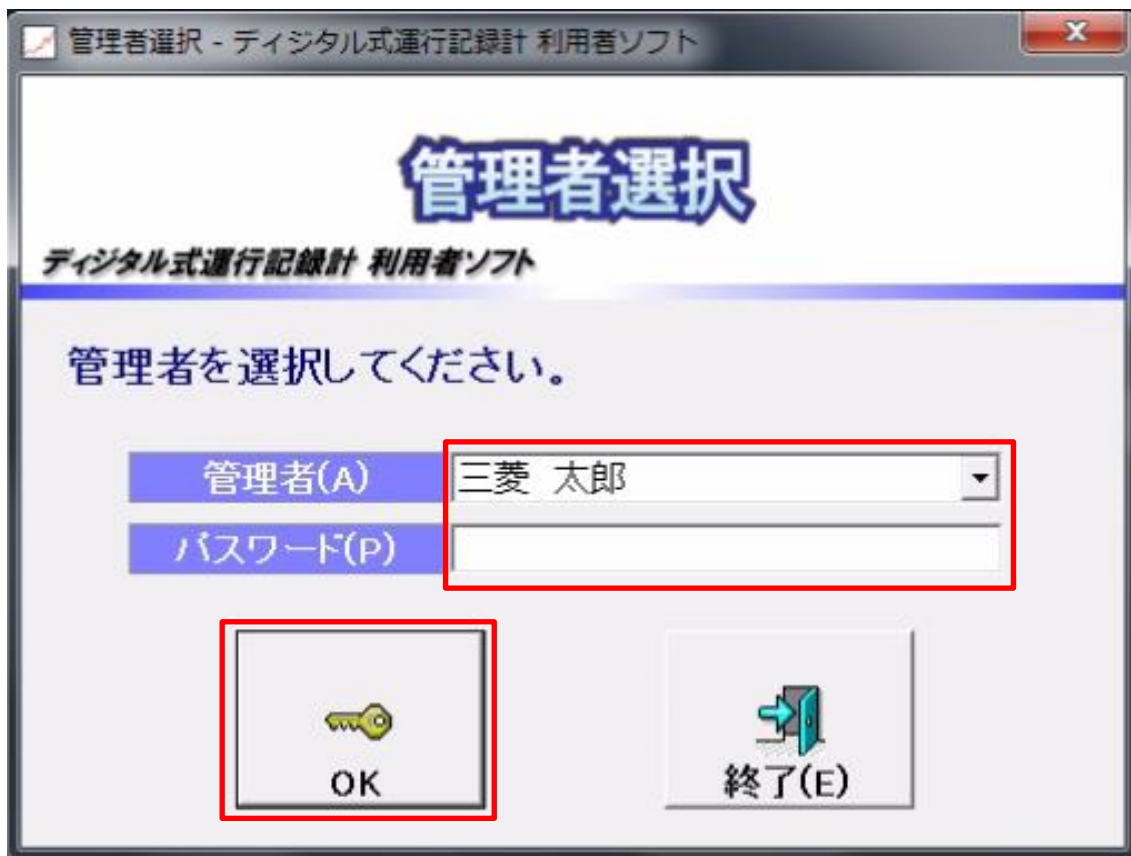 管理者選択 - ディジタル式運行記録計 利用者ソフト
管理者選択
ディジタル式運行記録計 利用者ソフト
管理者を選択してください。
管理者(A) 三菱 太郎
パスワード(P)
OK 終了(E)